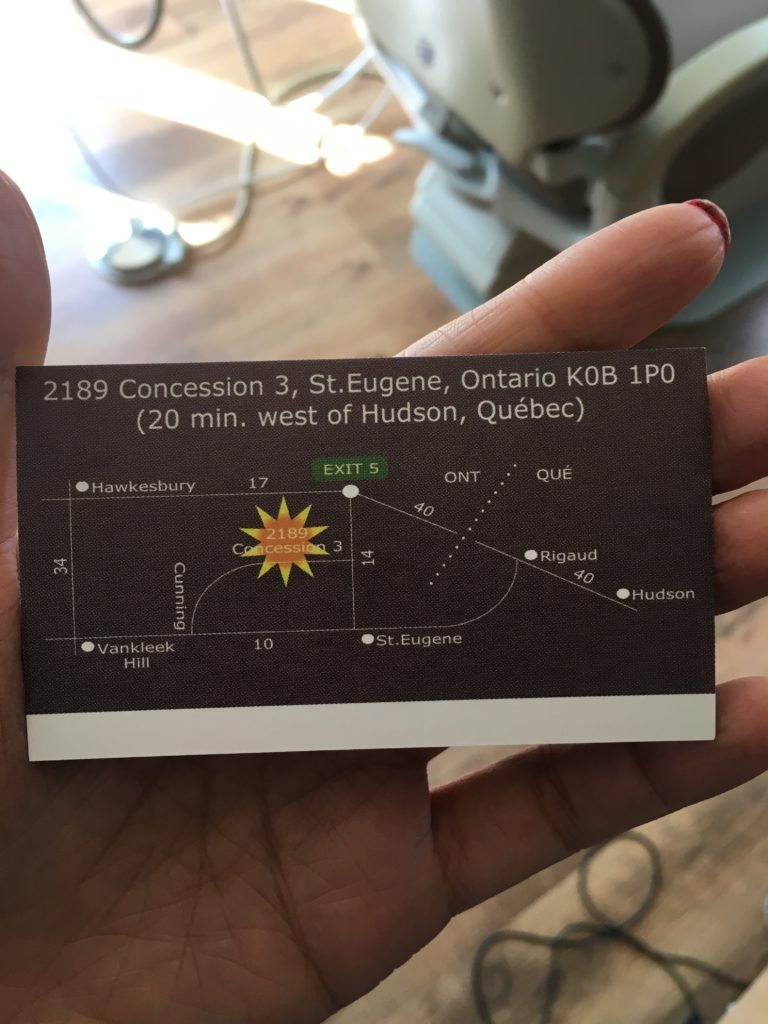 2189 Concession 3, St.Eugene, Ontario K0B 1P0
(20 min. west of Hudson, Québec)
EXIT 5
ONT
QUÉ
Hawkesbury
17
40
2189
Concession 3
14
34
Cunning
Rigaud
40
Hudson
Vankleek
Hill
10
St.Eugene